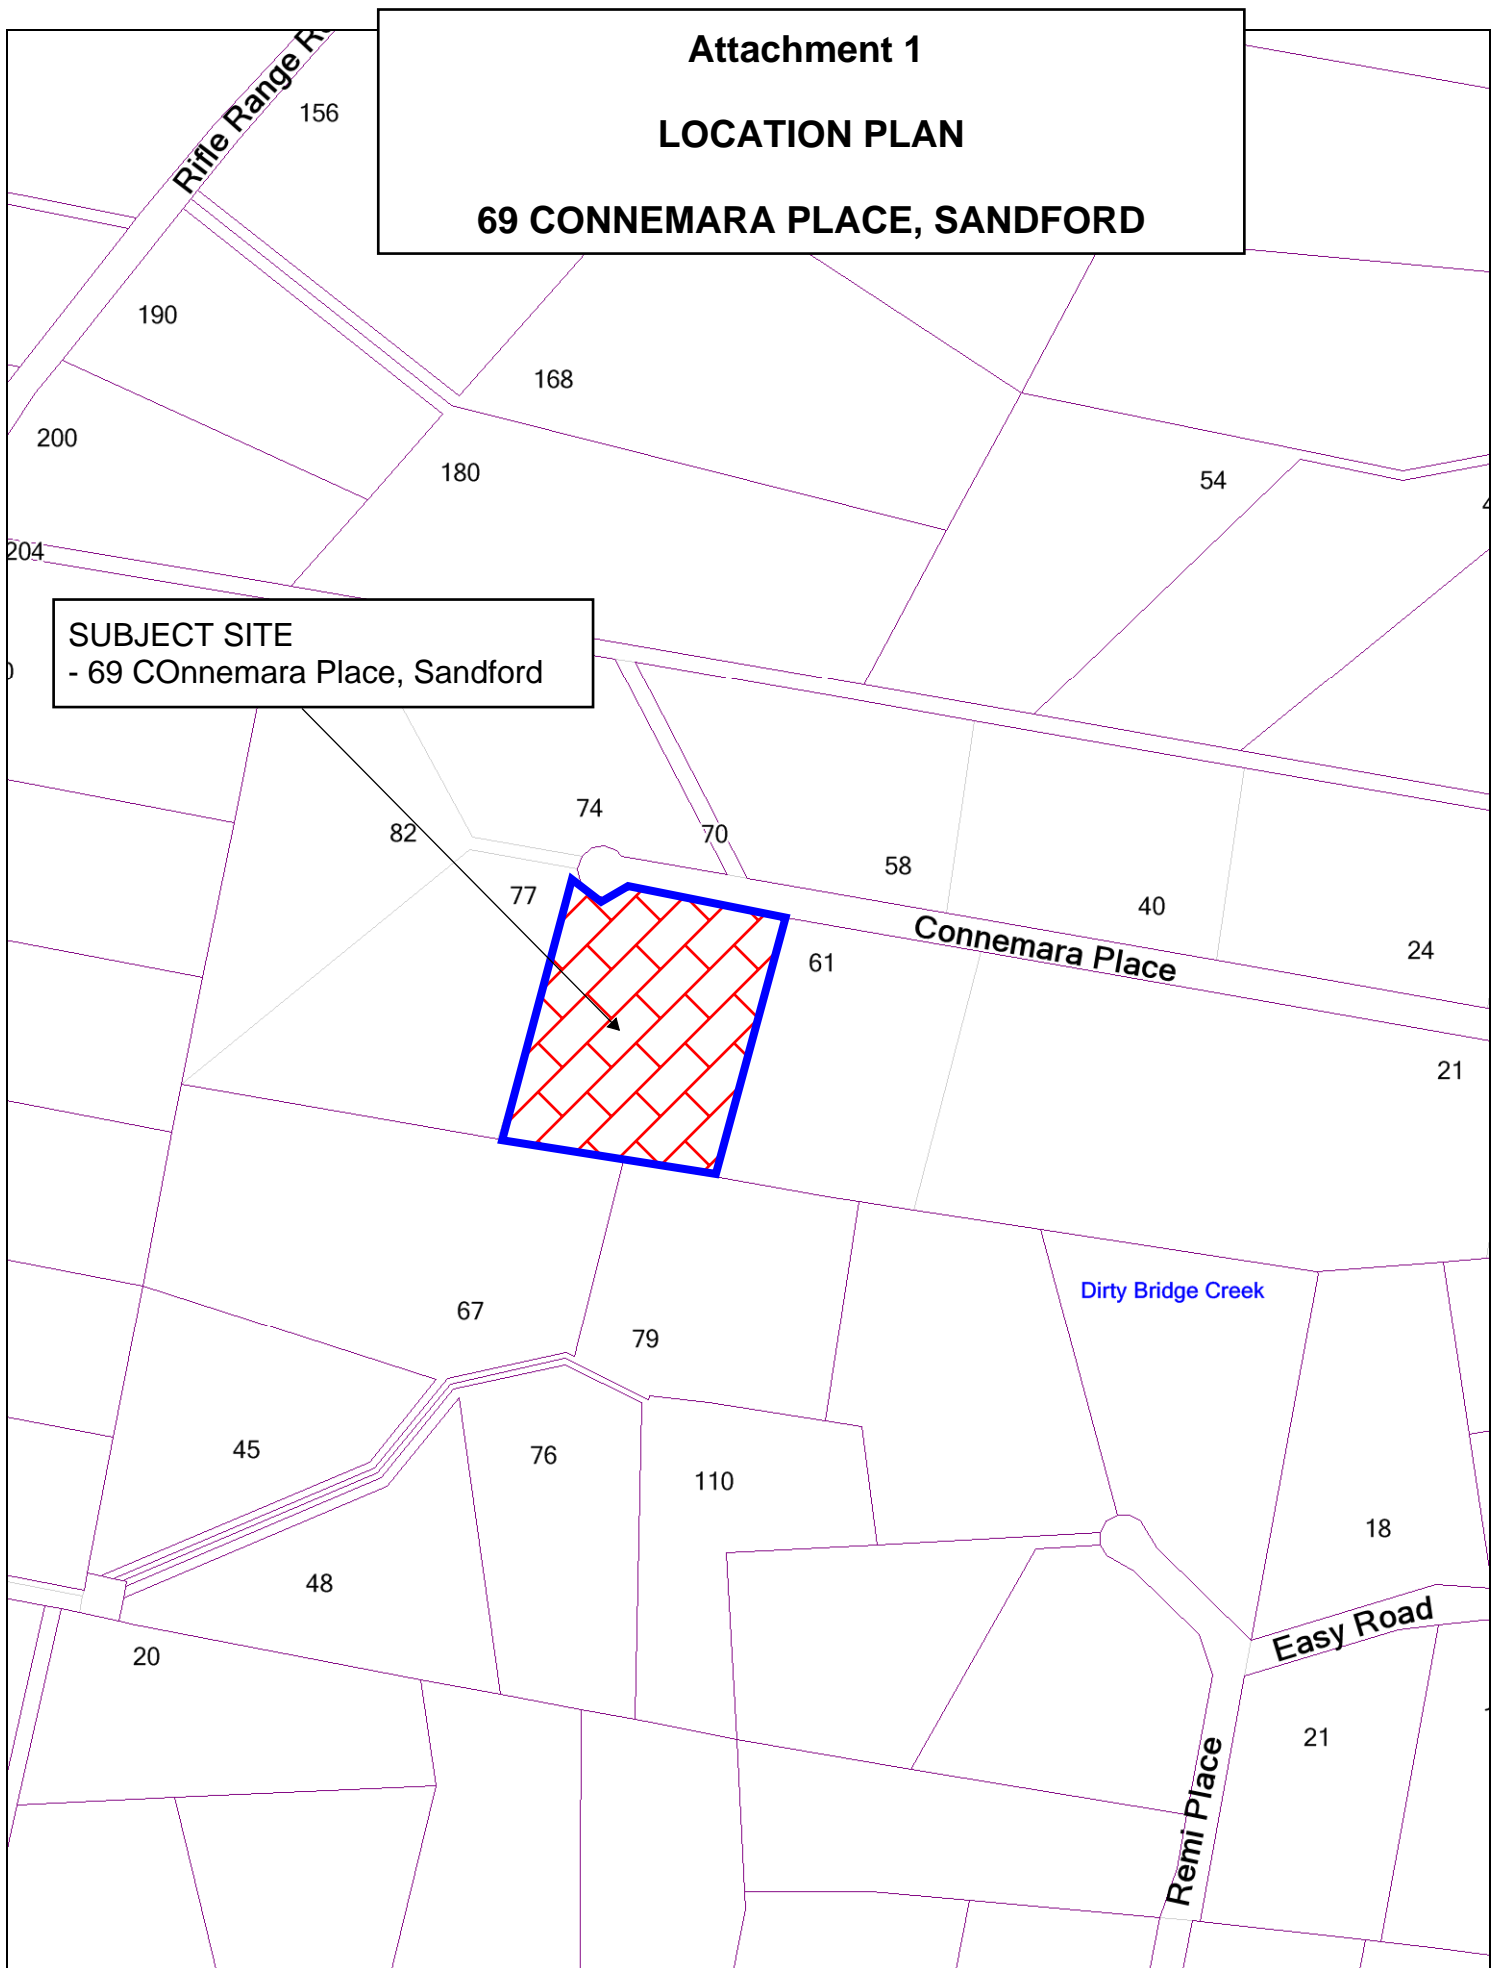 Attachment 1
LOCATION PLAN
69 CONNEMARA PLACE, SANDFORD
Rifle Range
156
190
168
200
180
54
204
SUBJECT SITE
- 69 COnnemara Place, Sandford
74
82
70
58
77
40
Connemara Place
61
24
21
Dirty Bridge Creek
67
79
45
76
110
18
48
Easy Road
20
21
Remi Place